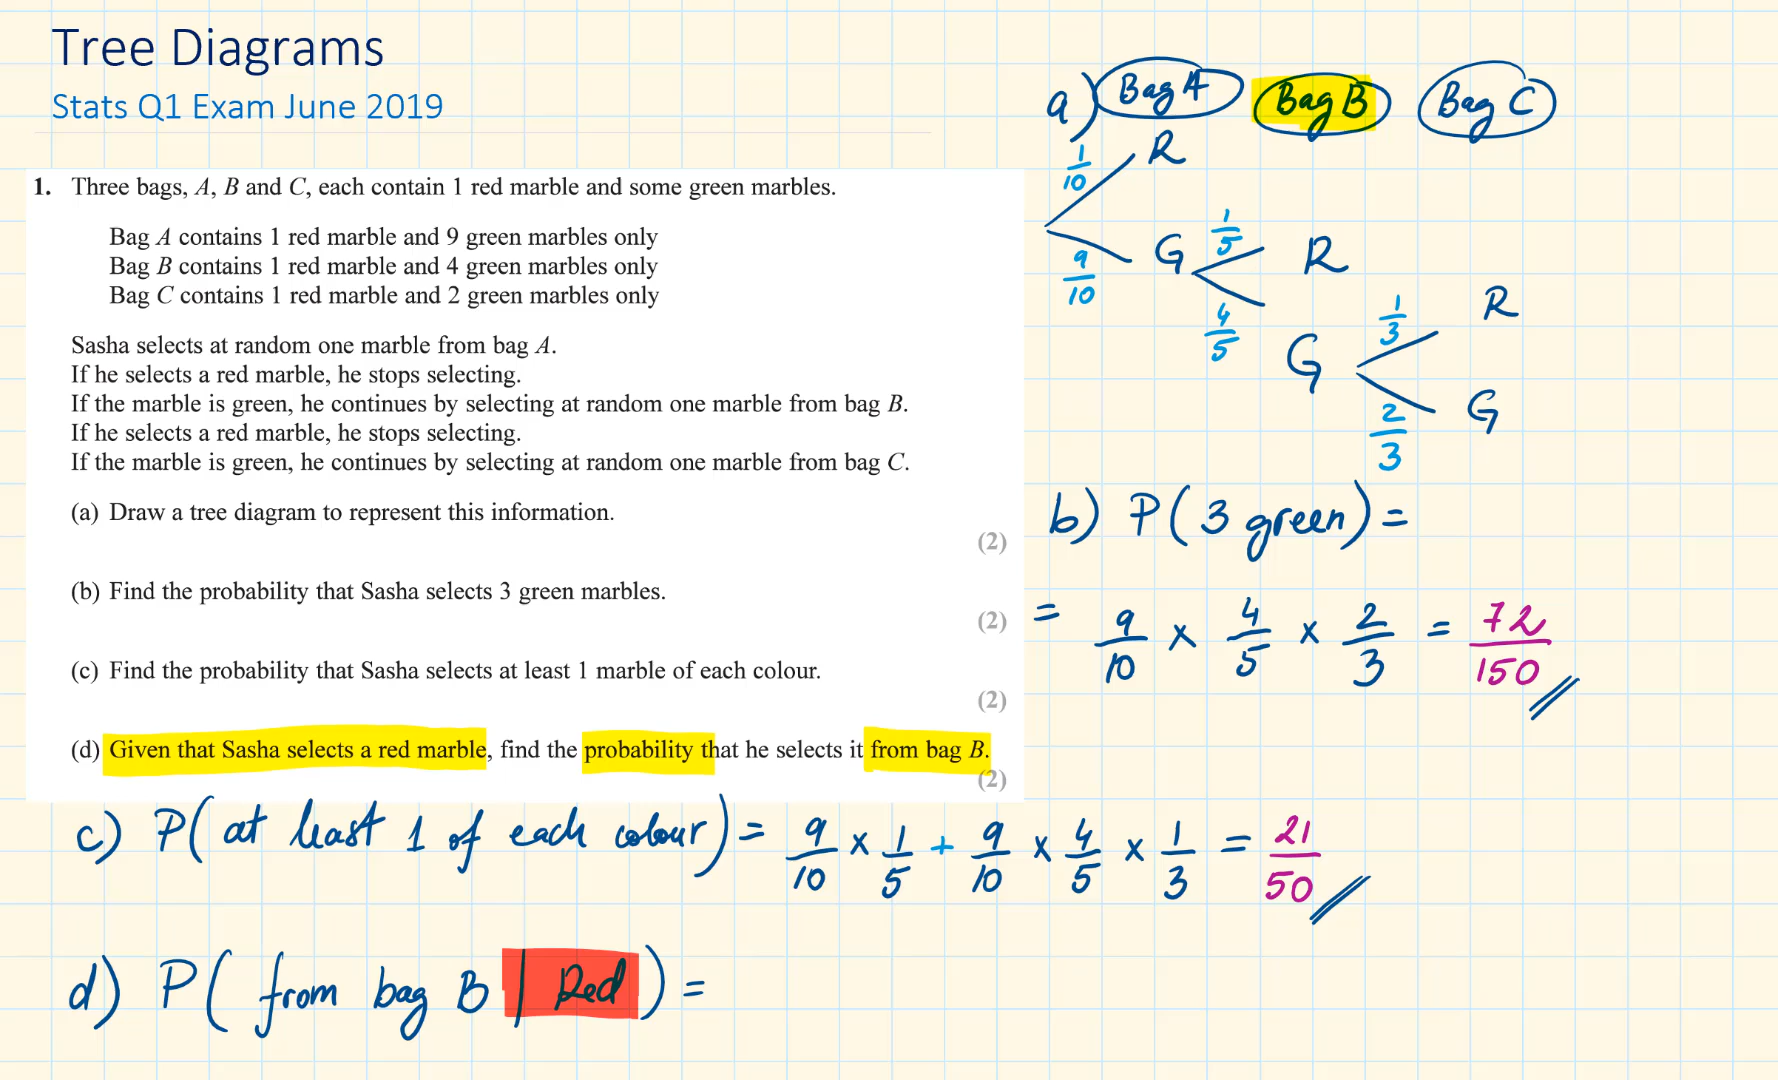 Tree Diagrams
Stats Q1 Exam June 2019
1. Three bags, A, B and C, each contain 1 red marble and some green marbles.
Bag A contains 1 red marble and 9 green marbles only
Bag B contains 1 red marble and 4 green marbles only
Bag C contains 1 red marble and 2 green marbles only
Sasha selects at random one marble from bag A.
If he selects a red marble, he stops selecting.
If the marble is green, he continues by selecting at random one marble from bag B.
If he selects a red marble, he stops selecting.
If the marble is green, he continues by selecting at random one marble from bag C.
(a) Draw a tree diagram to represent this information.
(2)
(b) Find the probability that Sasha selects 3 green marbles.
(2)
(c) Find the probability that Sasha selects at least 1 marble of each colour.
(2)
(d) Given that Sasha selects a red marble, find the probability that he selects it from bag B.
(2)
a) Bag A Bag B Bag C
1/10 R
9/10 G 1/5 R
4/5 G 1/3 R
2/3 G
b) P(3 green) =
= 9/10 × 4/5 × 2/3 = 72/150
c) P(at least 1 of each colour) = 9/10 × 1/5 + 9/10 × 4/5 × 1/3 = 21/50
d) P(from bag B | Red) =